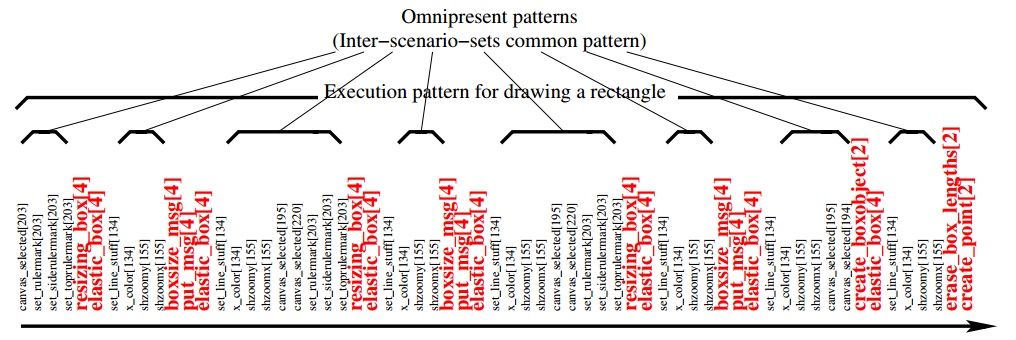 Omnipresent patterns
(Inter−scenario−sets common pattern)
Execution pattern for drawing a rectangle
canvas_selected[203]
set_rulermark[203]
set_siderulermark[203]
set_toprulermark[203]
resizing_box[4]
elastic_box[4]
set_line_stuff[134]
x_color[134]
shzoomy[155]
shzoomx[155]
boxsize_msg[4]
put_msg[4]
elastic_box[4]
set_line_stuff[134]
x_color[134]
shzoomy[155]
shzoomx[155]
canvas_selected[195]
canvas_selected[220]
set_rulermark[203]
set_siderulermark[203]
set_toprulermark[203]
resizing_box[4]
elastic_box[4]
set_line_stuff[134]
x_color[134]
shzoomy[155]
shzoomx[155]
boxsize_msg[4]
put_msg[4]
elastic_box[4]
set_line_stuff[134]
x_color[134]
shzoomy[155]
shzoomx[155]
canvas_selected[195]
canvas_selected[220]
set_rulermark[203]
set_siderulermark[203]
set_toprulermark[203]
resizing_box[4]
elastic_box[4]
set_line_stuff[134]
x_color[134]
shzoomy[155]
shzoomx[155]
boxsize_msg[4]
put_msg[4]
elastic_box[4]
set_line_stuff[134]
x_color[134]
shzoomy[155]
shzoomx[155]
canvas_selected[195]
canvas_selected[94]
create_boxobject[2]
elastic_box[4]
set_line_stuff[134]
x_color[134]
shzoomy[155]
shzoomx[155]
erase_box_lengths[2]
create_point[2]